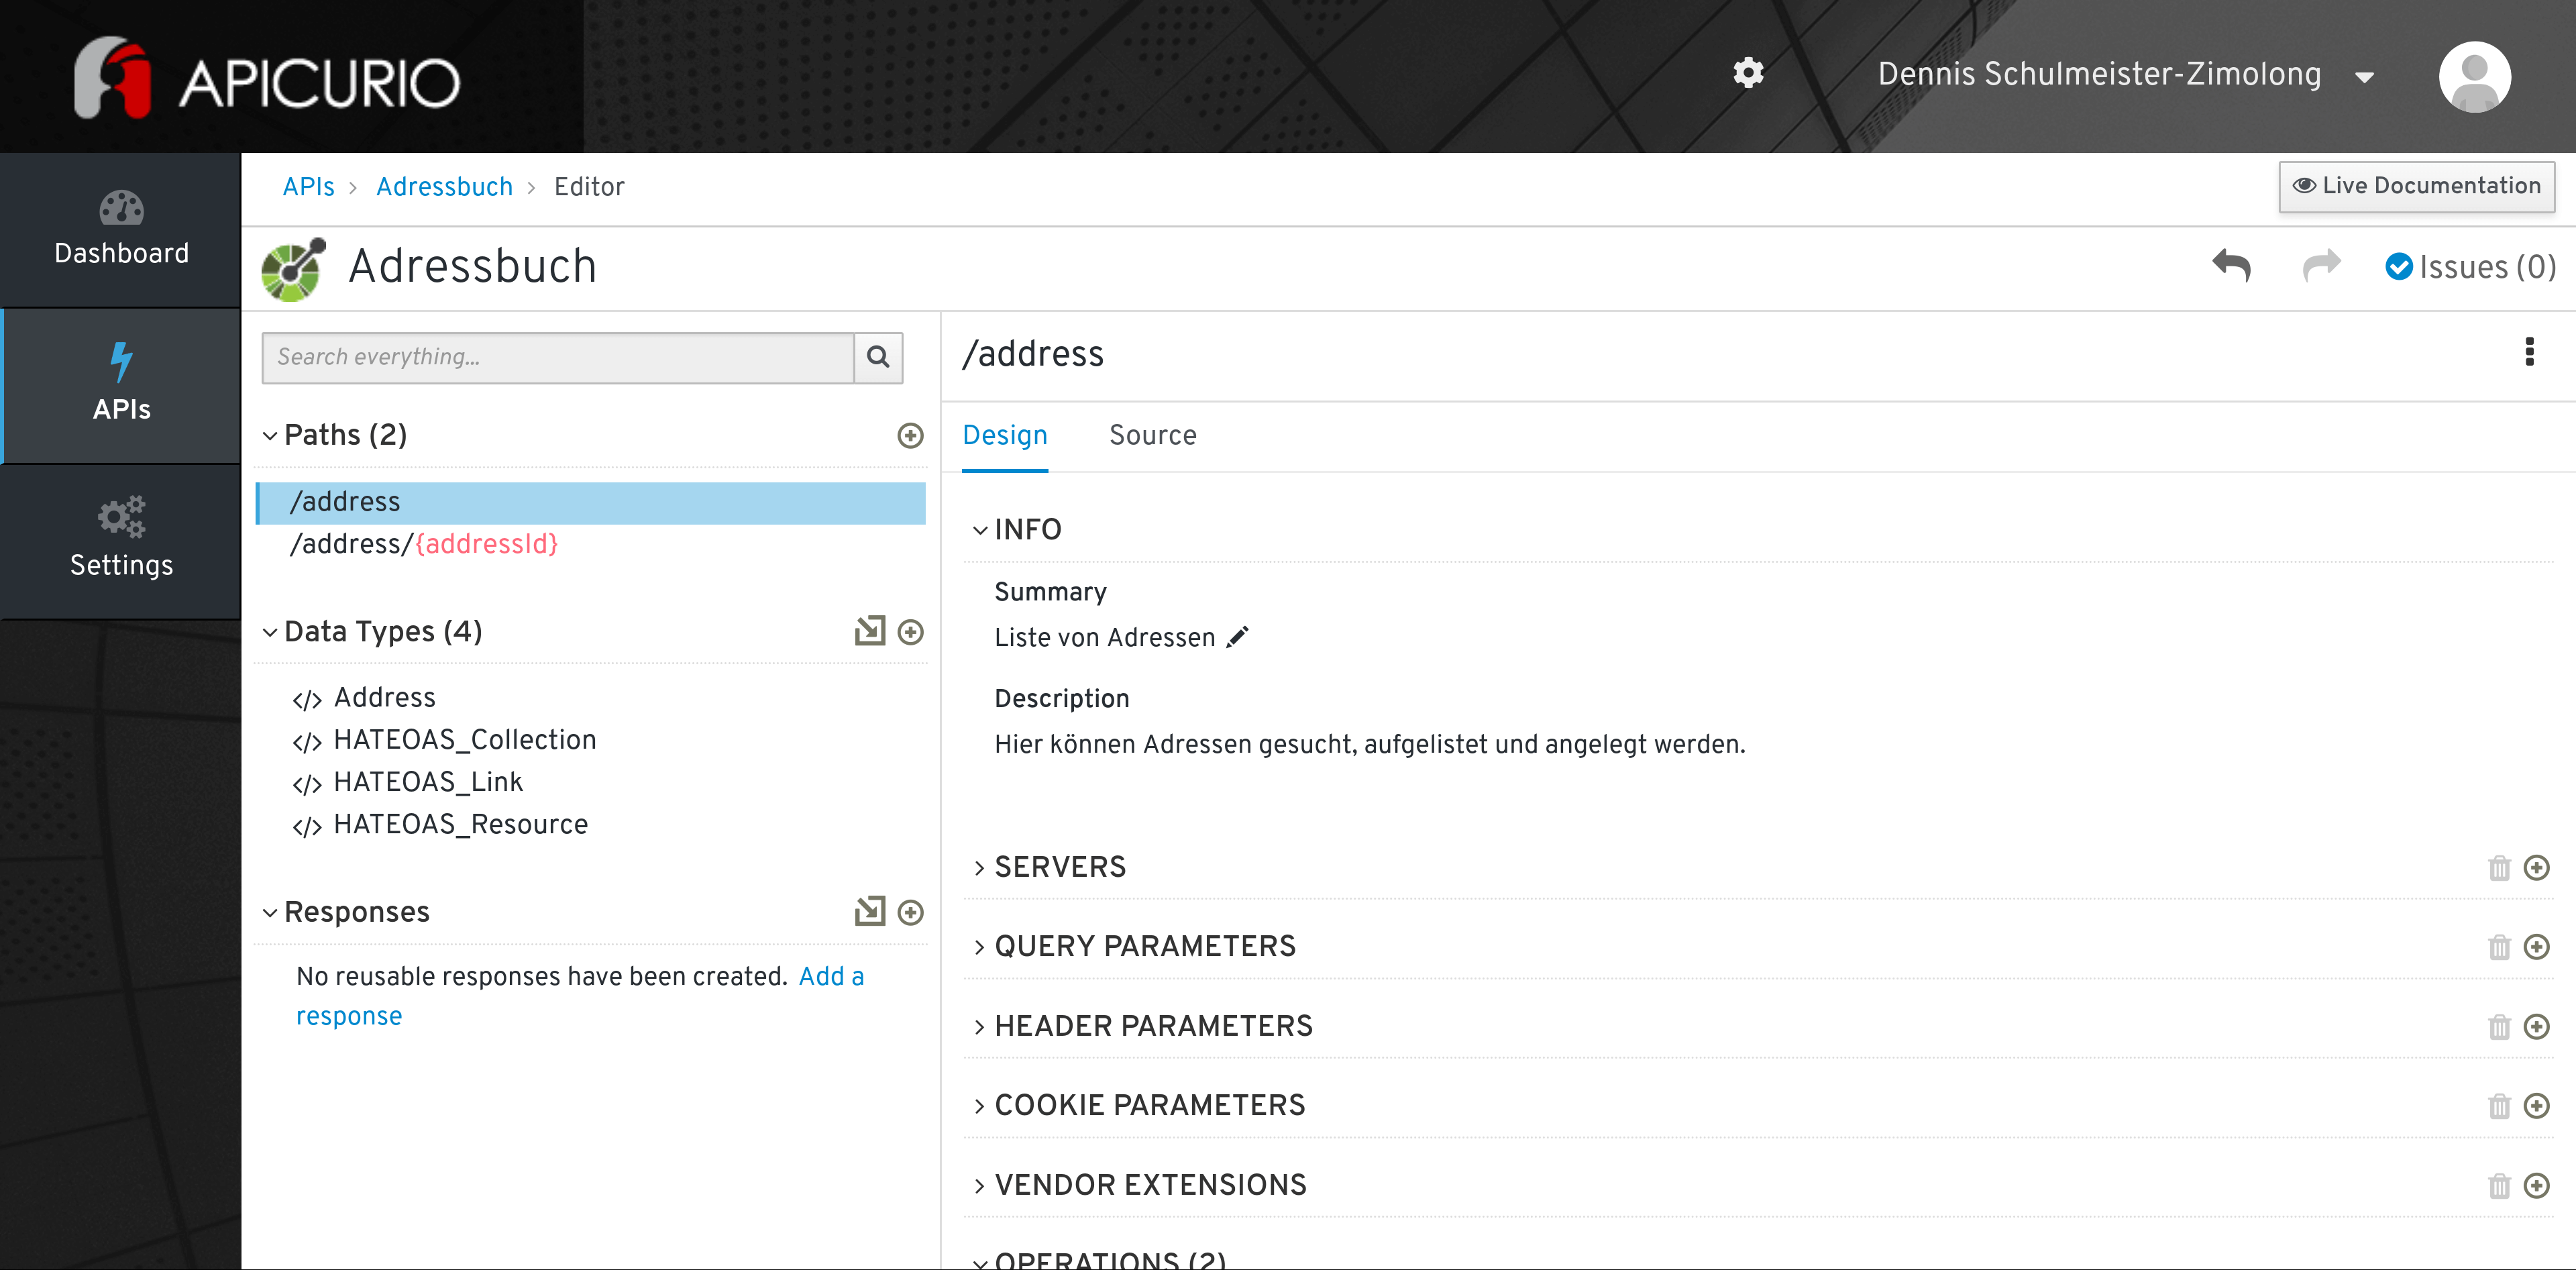 APICURIO
Dennis Schulmeister-Zimolong
Dashboard
APIs
Settings
APIs > Adressbuch > Editor
Live Documentation
Adressbuch
Issues (0)
Search everything...
Paths (2)
/address
/address/{addressId}
Data Types (4)
</> Address
</> HATEOAS_Collection
</> HATEOAS_Link
</> HATEOAS_Resource
Responses
No reusable responses have been created. Add a
response
/address
Design Source
INFO
Summary
Liste von Adressen
Description
Hier können Adressen gesucht, aufgelistet und angelegt werden.
SERVERS
QUERY PARAMETERS
HEADER PARAMETERS
COOKIE PARAMETERS
VENDOR EXTENSIONS
OPERATIONS (2)